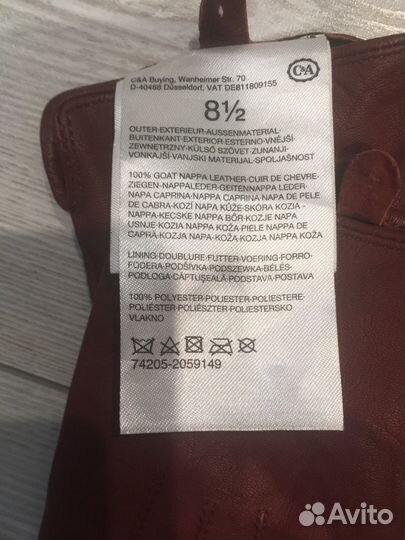 C&A Buying, Wanheimer Str. 70
D-40468 Düsseldorf, VAT DE811809155
C&A
8½
OUTER-EXTERIEUR-AUSSENMATERIAL-
BUITENKANT-EXTERIOR-ESTERNO-VNĚJŠÍ-
ZEWNĘTRZNY-KÜLSŐ SZÖVET-ZUNANJI-
VONKAJŠÍ-VANJSKI MATERIJAL-SPOLJAŠNOST
100% GOAT NAPPA LEATHER-CUIR DE CHEVRE-
ZIEGEN-NAPPALEDER-GEITENNAPPA LEDER-
NAPA CAPRINA-NAPPA CAPRINA-NAPA DE PELE
DE CABRA-KOZÍ NAPA KŮŽE-SKÓRA KOZIA -
NAPPA-KECSKE NAPPA BŐR-KOZJE NAPA
USNJE-KOZIA NAPA KOŽA-PIELE NAPPA DE
CAPRĂ-KOZJA NAPA-KOŽA-KOZJA NAPPA KOŽA
LINING-DOUBLURE-FUTTER-VOERING-FORRO-
FODERA-PODŠÍVKA-PODSZEWKA-BÉLÉS-
PODLOGA-CĂPTUŞEALĂ-PODSTAVA-POSTAVA
100% POLYESTER-POLIESTER-POLIESTERE-
POLIÉSTER-POLIÉSZTER-POLIESTERSKO
VLAKNO
74205-2059149
Avito